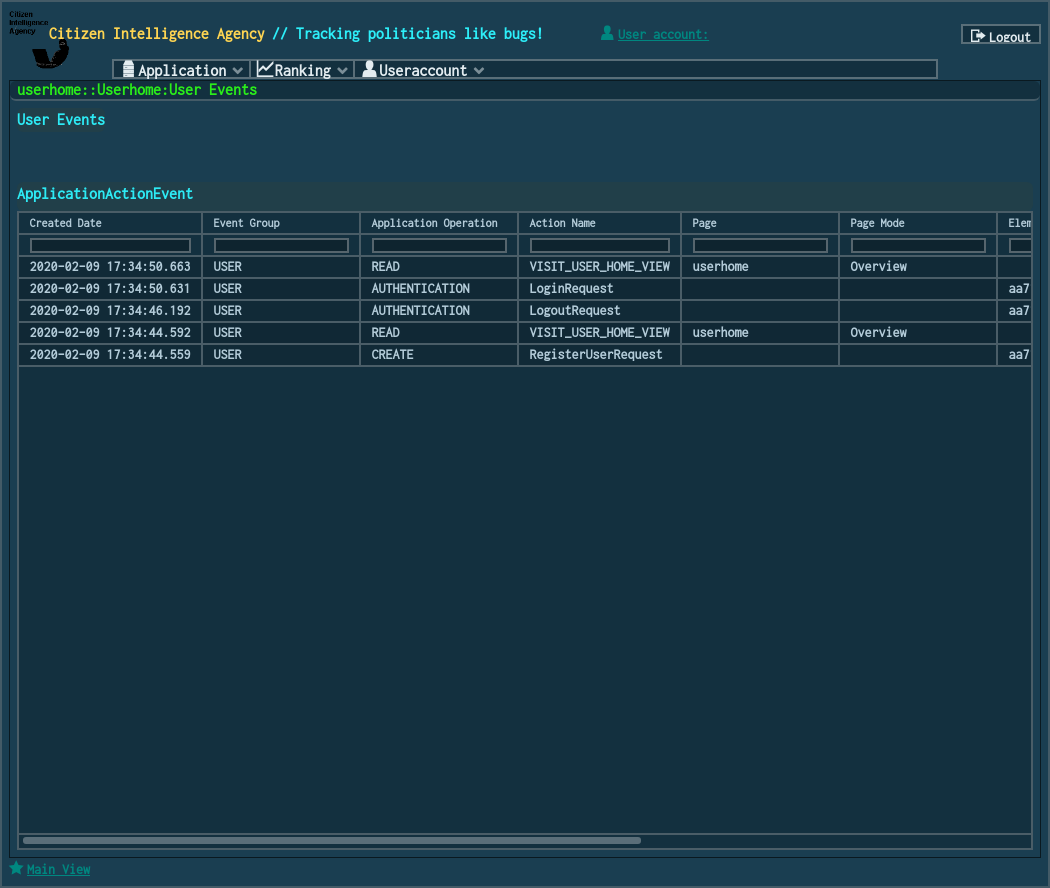 Citizen
Intelligence
Agency
Citizen Intelligence Agency // Tracking politicians like bugs!
User account:
Logout
Application Ranking Useraccount
userhome::Userhome:User Events
User Events
ApplicationActionEvent
Created Date Event Group Application Operation Action Name Page Page Mode Elem
2020-02-09 17:34:50.663 USER READ VISIT_USER_HOME_VIEW userhome Overview
2020-02-09 17:34:50.631 USER AUTHENTICATION LoginRequest aa7
2020-02-09 17:34:46.192 USER AUTHENTICATION LogoutRequest aa7
2020-02-09 17:34:44.592 USER READ VISIT_USER_HOME_VIEW userhome Overview
2020-02-09 17:34:44.559 USER CREATE RegisterUserRequest aa7
Main View